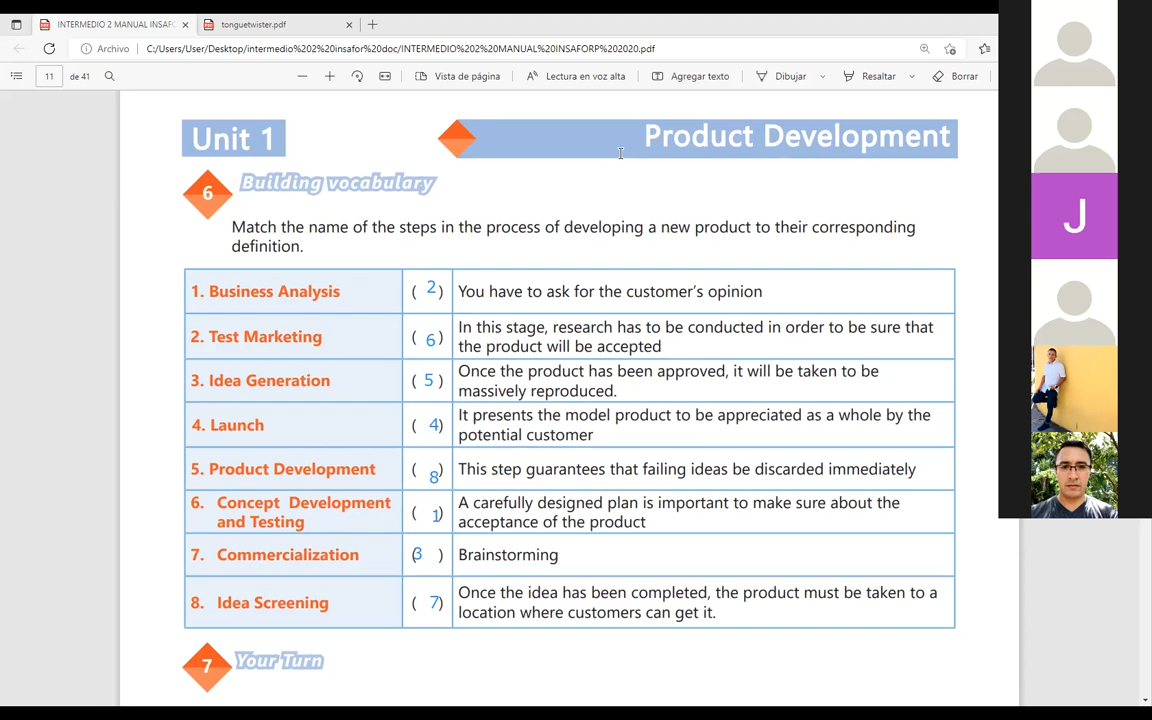 INTERMEDIO 2 MANUAL INSAFO
tonguetwister.pdf
Archivo
C:/Users/User/Desktop/intermedio%202%20insafor%20doc/INTERMEDIO%202%20MANUAL%20INSAFORP%202020.pdf
11 de 41
Vista de página
Lectura en voz alta
Agregar texto
Dibujar
Resaltar
Borrar
Unit 1
Product Development
6 Building vocabulary
Match the name of the steps in the process of developing a new product to their corresponding
definition.
1. Business Analysis ( 2 ) You have to ask for the customer's opinion
2. Test Marketing ( 6 ) In this stage, research has to be conducted in order to be sure that
the product will be accepted
3. Idea Generation ( 5 ) Once the product has been approved, it will be taken to be
massively reproduced.
4. Launch ( 4 ) It presents the model product to be appreciated as a whole by the
potential customer
5. Product Development ( 8 ) This step guarantees that failing ideas be discarded immediately
6. Concept Development
and Testing ( 1 ) A carefully designed plan is important to make sure about the
acceptance of the product
7. Commercialization ( 3 ) Brainstorming
8. Idea Screening ( 7 ) Once the idea has been completed, the product must be taken to a
location where customers can get it.
7 Your Turn
J